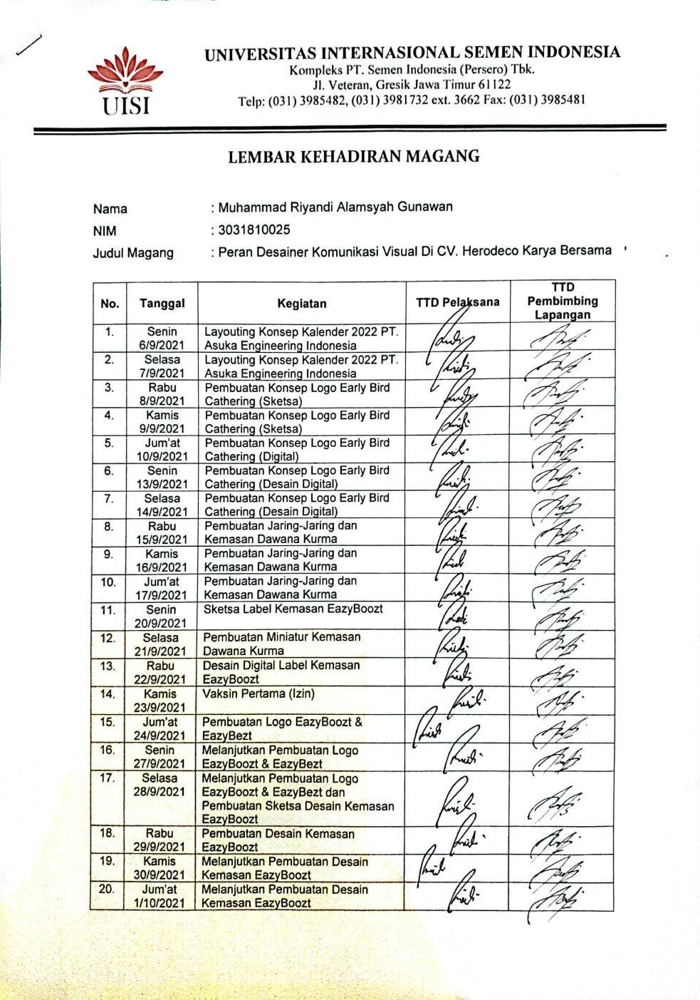 UISI
UNIVERSITAS INTERNASIONAL SEMEN INDONESIA
Kompleks PT. Semen Indonesia (Persero) Tbk.
Jl. Veteran, Gresik Jawa Timur 61122
Telp: (031) 3985482, (031) 3981732 ext. 3662 Fax: (031) 3985481
LEMBAR KEHADIRAN MAGANG
Nama : Muhammad Riyandi Alamsyah Gunawan
NIM : 3031810025
Judul Magang : Peran Desainer Komunikasi Visual Di CV. Herodeco Karya Bersama
No. Tanggal Kegiatan TTD Pelaksana TTD
Pembimbing
Lapangan
1. Senin Layouting Konsep Kalender 2022 PT.
6/9/2021 Asuka Engineering Indonesia
2. Selasa Layouting Konsep Kalender 2022 PT.
7/9/2021 Asuka Engineering Indonesia
3. Rabu Pembuatan Konsep Logo Early Bird
8/9/2021 Cathering (Sketsa)
4. Kamis Pembuatan Konsep Logo Early Bird
9/9/2021 Cathering (Sketsa)
5. Jum'at Pembuatan Konsep Logo Early Bird
10/9/2021 Cathering (Digital)
6. Senin Pembuatan Konsep Logo Early Bird
13/9/2021 Cathering (Desain Digital)
7. Selasa Pembuatan Konsep Logo Early Bird
14/9/2021 Cathering (Desain Digital)
8. Rabu Pembuatan Jaring-Jaring dan
15/9/2021 Kemasan Dawana Kurma
9. Kamis Pembuatan Jaring-Jaring dan
16/9/2021 Kemasan Dawana Kurma
10. Jum'at Pembuatan Jaring-Jaring dan
17/9/2021 Kemasan Dawana Kurma
11. Senin Sketsa Label Kemasan EazyBoozt
20/9/2021
12. Selasa Pembuatan Miniatur Kemasan
21/9/2021 Dawana Kurma
13. Rabu Desain Digital Label Kemasan
22/9/2021 EazyBoozt
14. Kamis Vaksin Pertama (Izin)
23/9/2021
15. Jum'at Pembuatan Logo EazyBoozt &
24/9/2021 EazyBezt
16. Senin Melanjutkan Pembuatan Logo
27/9/2021 EazyBoozt & EazyBezt
17. Selasa Melanjutkan Pembuatan Logo
28/9/2021 EazyBoozt & EazyBezt dan
Pembuatan Sketsa Desain Kemasan
EazyBoozt
18. Rabu Pembuatan Desain Kemasan
29/9/2021 EazyBoozt
19. Kamis Melanjutkan Pembuatan Desain
30/9/2021 Kemasan EazyBoozt
20. Jum'at Melanjutkan Pembuatan Desain
1/10/2021 Kemasan EazyBoozt